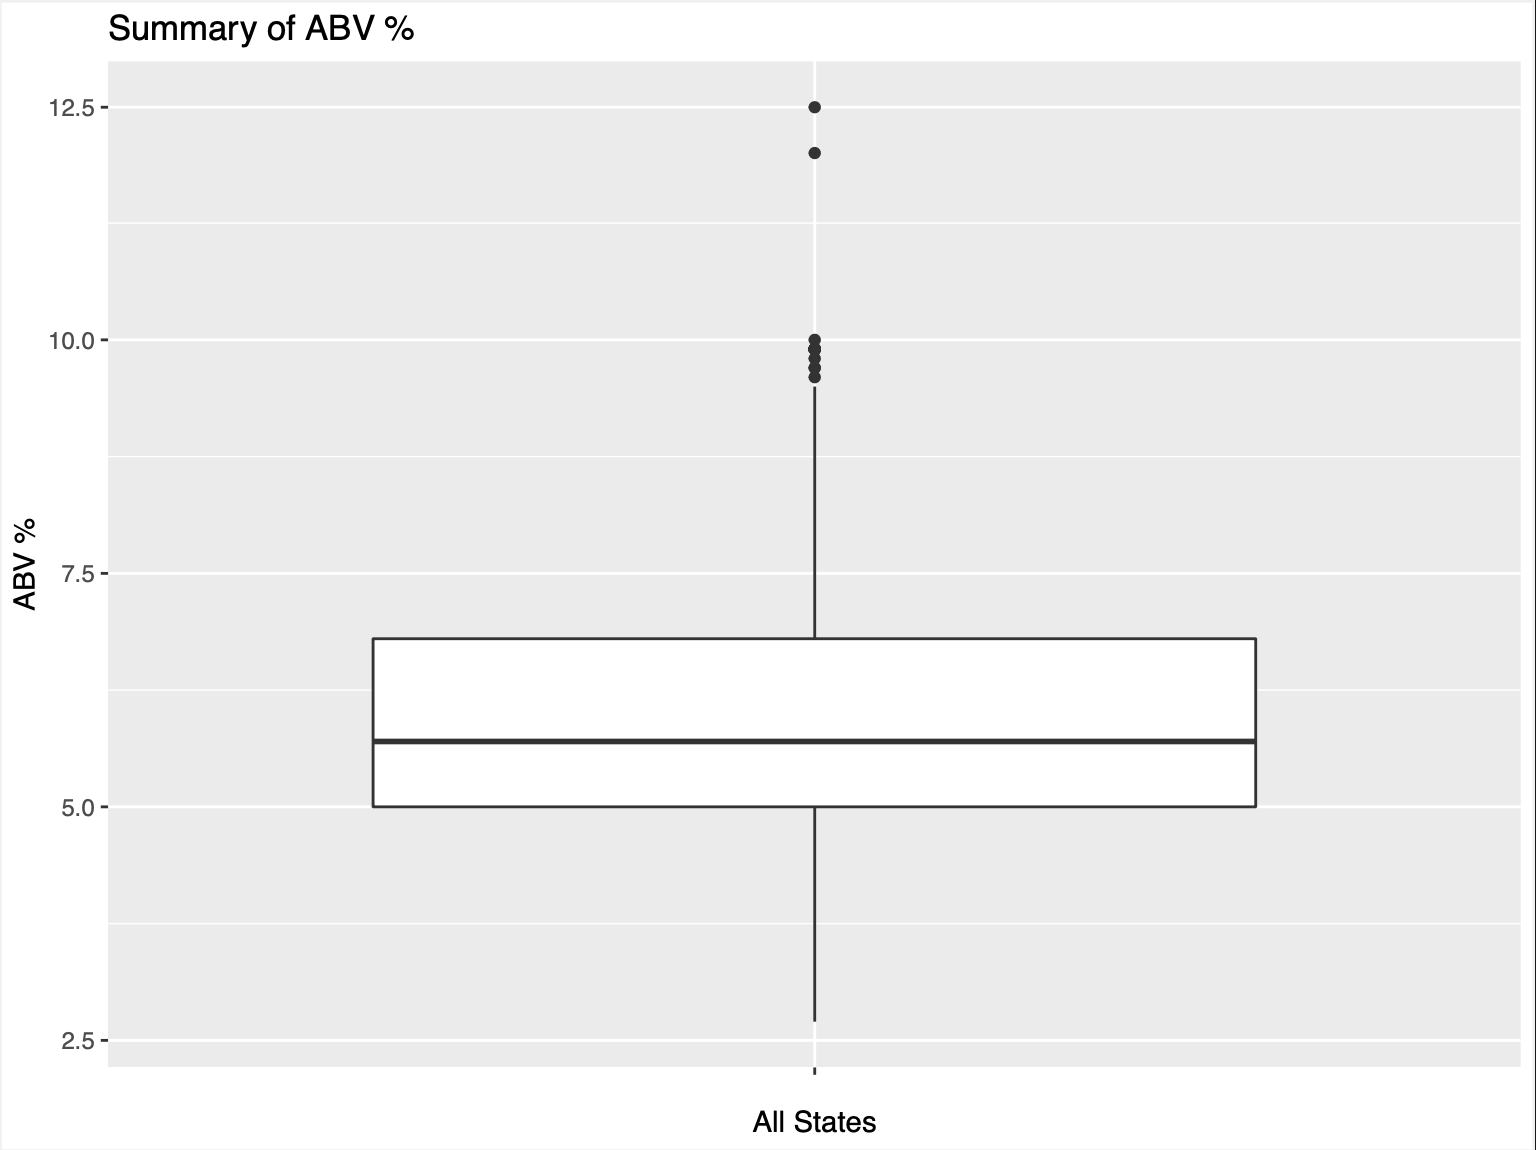 Summary of ABV %
12.5
10.0
7.5
5.0
2.5
ABV %
All States